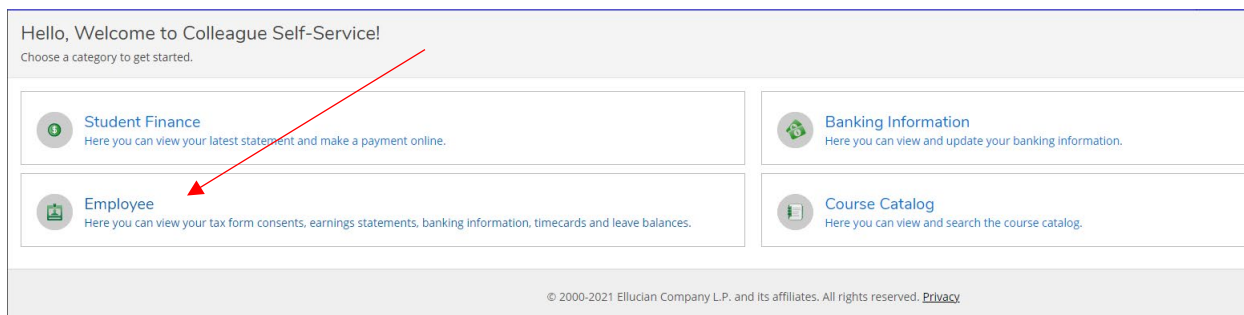 Hello, Welcome to Colleague Self-Service!
Choose a category to get started.
Student Finance
Here you can view your latest statement and make a payment online.
Banking Information
Here you can view and update your banking information.
Employee
Here you can view your tax form consents, earnings statements, banking information, timecards and leave balances.
Course Catalog
Here you can view and search the course catalog.
© 2000-2021 Ellucian Company L.P. and its affiliates. All rights reserved. Privacy